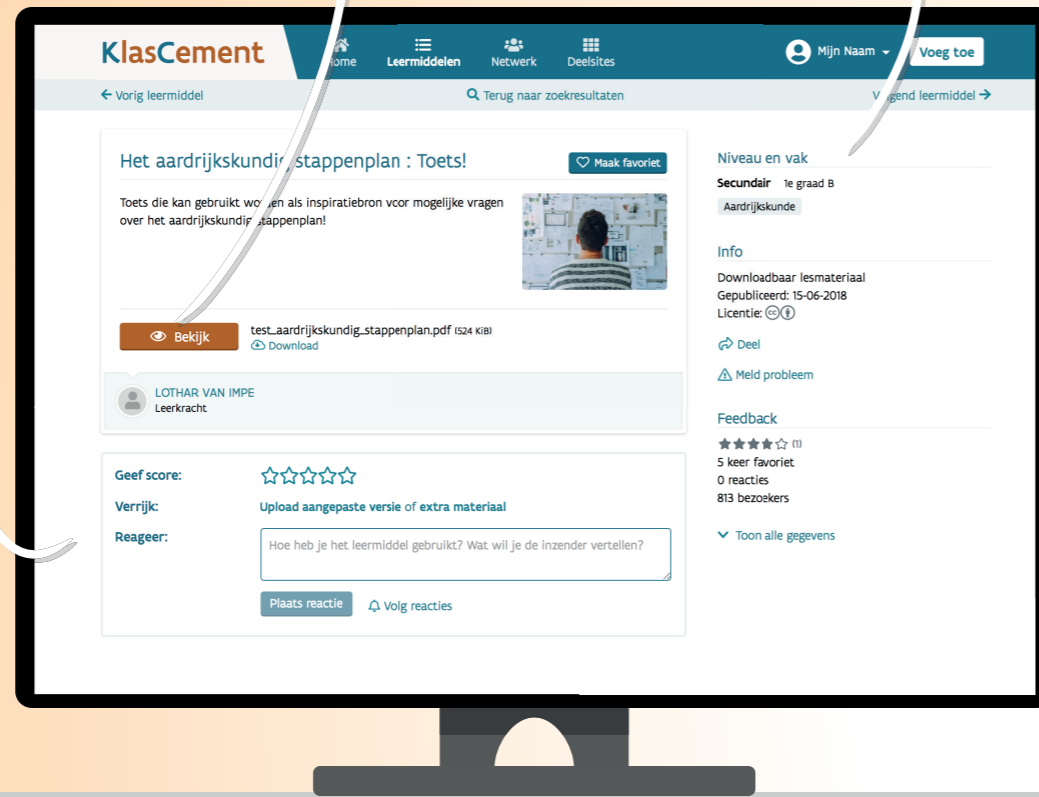 KlasCement
Home
Leermiddelen
Netwerk
Deelsites
Mijn Naam
Voeg toe
Vorig leermiddel
Terug naar zoekresultaten
Volgend leermiddel
Het aardrijkskundig stappenplan : Toets!
Maak favoriet
Toets die kan gebruikt worden als inspiratiebron voor mogelijke vragen
over het aardrijkskundig stappenplan!
Bekijk
test_aardrijkskundig_stappenplan.pdf (524 KiB)
Download
LOTHAR VAN IMPE
Leerkracht
Geef score:
Verrijk:
Upload aangepaste versie of extra materiaal
Reageer:
Hoe heb je het leermiddel gebruikt? Wat wil je de inzender vertellen?
Plaats reactie
Volg reacties
Niveau en vak
Secundair 1e graad B
Aardrijkskunde
Info
Downloadbaar lesmateriaal
Gepubliceerd: 15-06-2018
Licentie:
Deel
Meld probleem
Feedback
(1)
5 keer favoriet
0 reacties
813 bezoekers
Toon alle gegevens